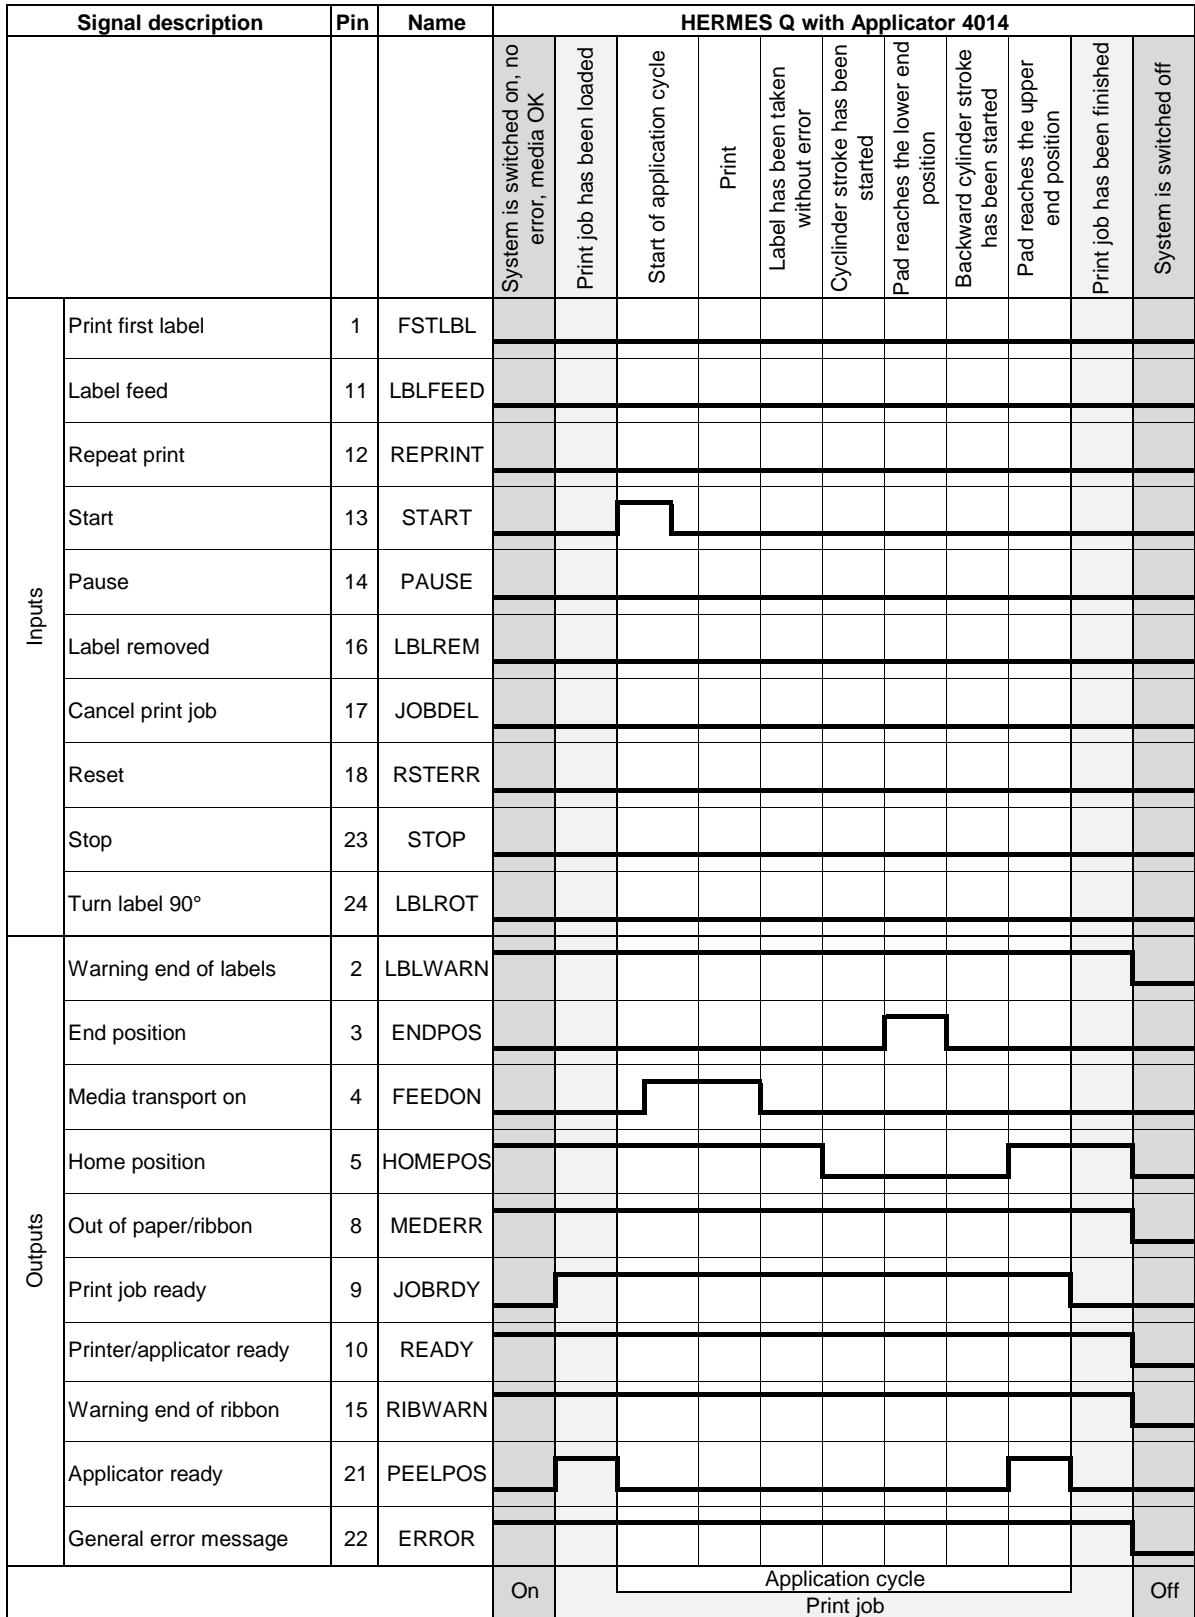 Signal description Pin Name HERMES Q with Applicator 4014
System is switched on, no
error, media OK
Print job has been loaded
Start of application cycle
Print
Label has been taken
without error
Cyclinder stroke has been
started
Pad reaches the lower end
position
Backward cylinder stroke
has been started
Pad reaches the upper
end position
Print job has been finished
System is switched off
Inputs
Print first label 1 FSTLBL
Label feed 11 LBLFEED
Repeat print 12 REPRINT
Start 13 START
Pause 14 PAUSE
Label removed 16 LBLREM
Cancel print job 17 JOBDEL
Reset 18 RSTERR
Stop 23 STOP
Turn label 90° 24 LBLROT
Outputs
Warning end of labels 2 LBLWARN
End position 3 ENDPOS
Media transport on 4 FEEDON
Home position 5 HOMEPOS
Out of paper/ribbon 8 MEDERR
Print job ready 9 JOBRDY
Printer/applicator ready 10 READY
Warning end of ribbon 15 RIBWARN
Applicator ready 21 PEELPOS
General error message 22 ERROR
On Application cycle Off
Print job